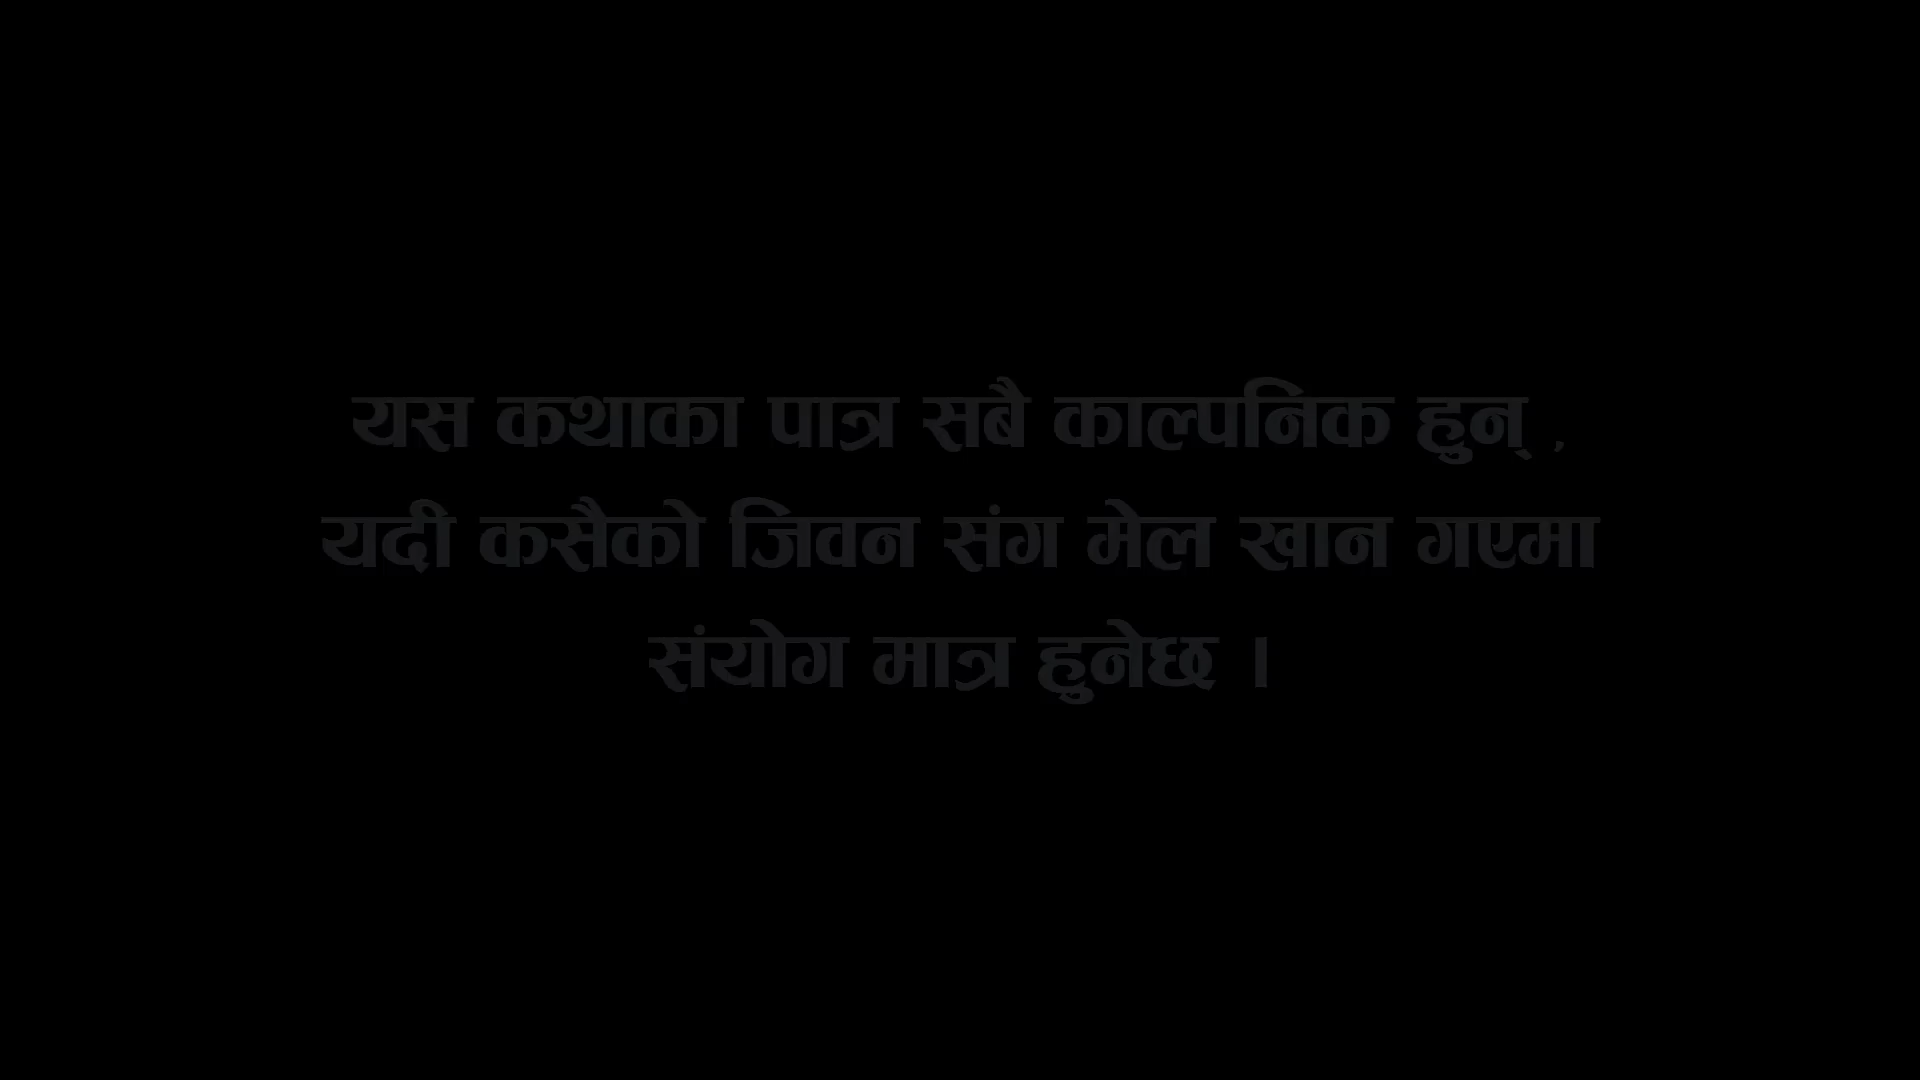 यस कथाका पात्र सबै काल्पनिक हुन् ,
यदी कसैको जिवन संग मेल खान गएमा
संयोग मात्र हुनेछ ।